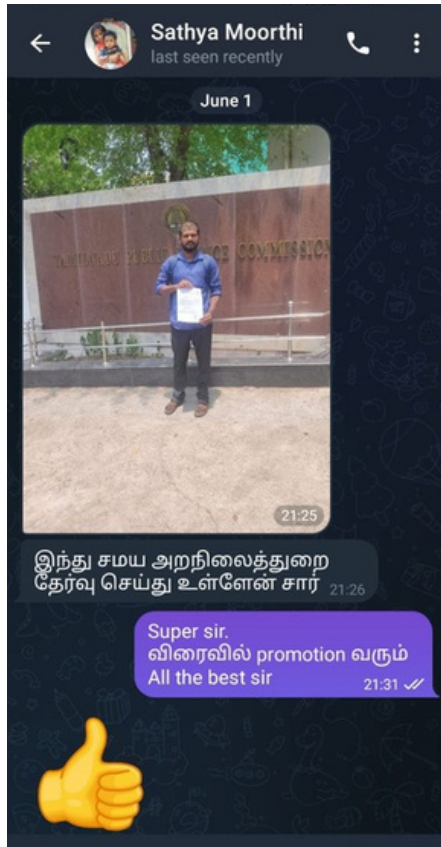 Sathya Moorthi
last seen recently
June 1
TAMILNADU PUBLIC SERVICE COMMISSION
21:25
இந்து சமய அறநிலைத்துறை
தேர்வு செய்து உள்ளேன் சார் 21:26
Super sir.
விரைவில் promotion வரும்
All the best sir
21:31